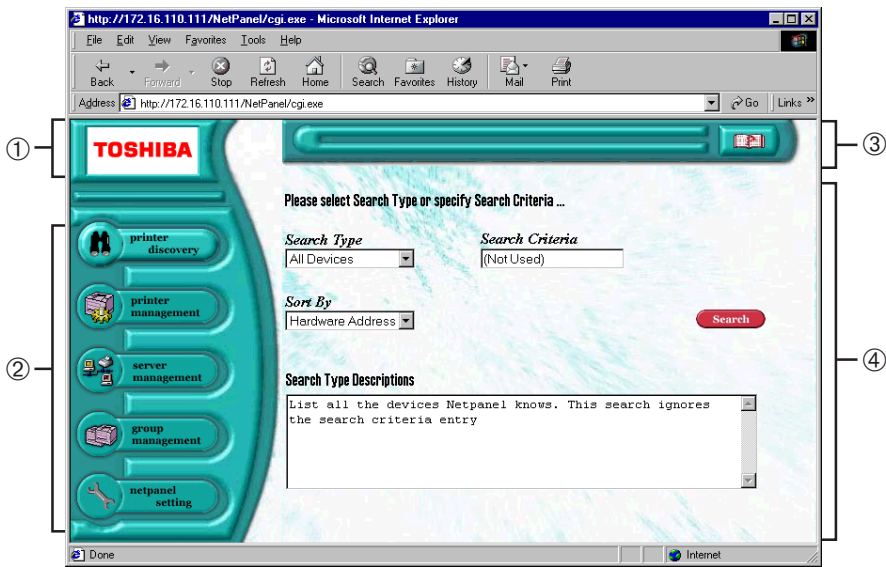 http://172.16.110.111/NetPanel/cgi.exe - Microsoft Internet Explorer
File Edit View Favorites Tools Help
Back Forward Stop Refresh Home Search Favorites History Mail Print
Address http://172.16.110.111/NetPanel/cgi.exe Go Links »
① TOSHIBA ③
Please select Search Type or specify Search Criteria ...
② ④
printer
discovery
printer
management
server
management
group
management
netpanel
setting
Search Type Search Criteria
All Devices (Not Used)
Sort By
Hardware Address Search
Search Type Descriptions
List all the devices Netpanel knows. This search ignores
the search criteria entry
Done Internet